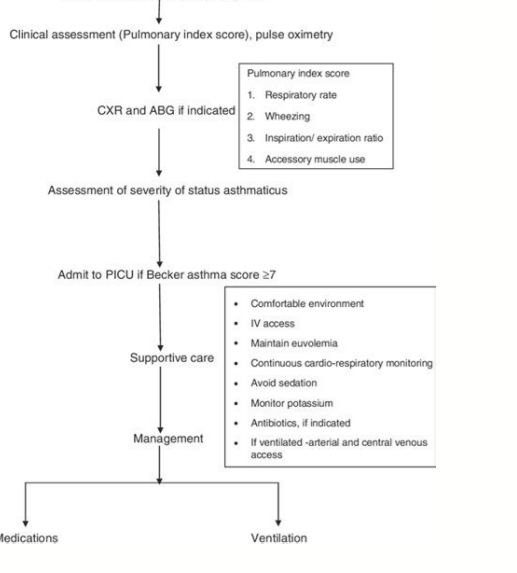 Clinical assessment (Pulmonary index score), pulse oximetry
Pulmonary index score
1. Respiratory rate
2. Wheezing
3. Inspiration/ expiration ratio
4. Accessory muscle use
CXR and ABG if indicated
Assessment of severity of status asthmaticus
Admit to PICU if Becker asthma score ≥7
• Comfortable environment
• IV access
• Maintain euvolemia
• Continuous cardio-respiratory monitoring
• Avoid sedation
• Monitor potassium
• Antibiotics, if indicated
• If ventilated -arterial and central venous
access
Supportive care
Management
Medications
Ventilation